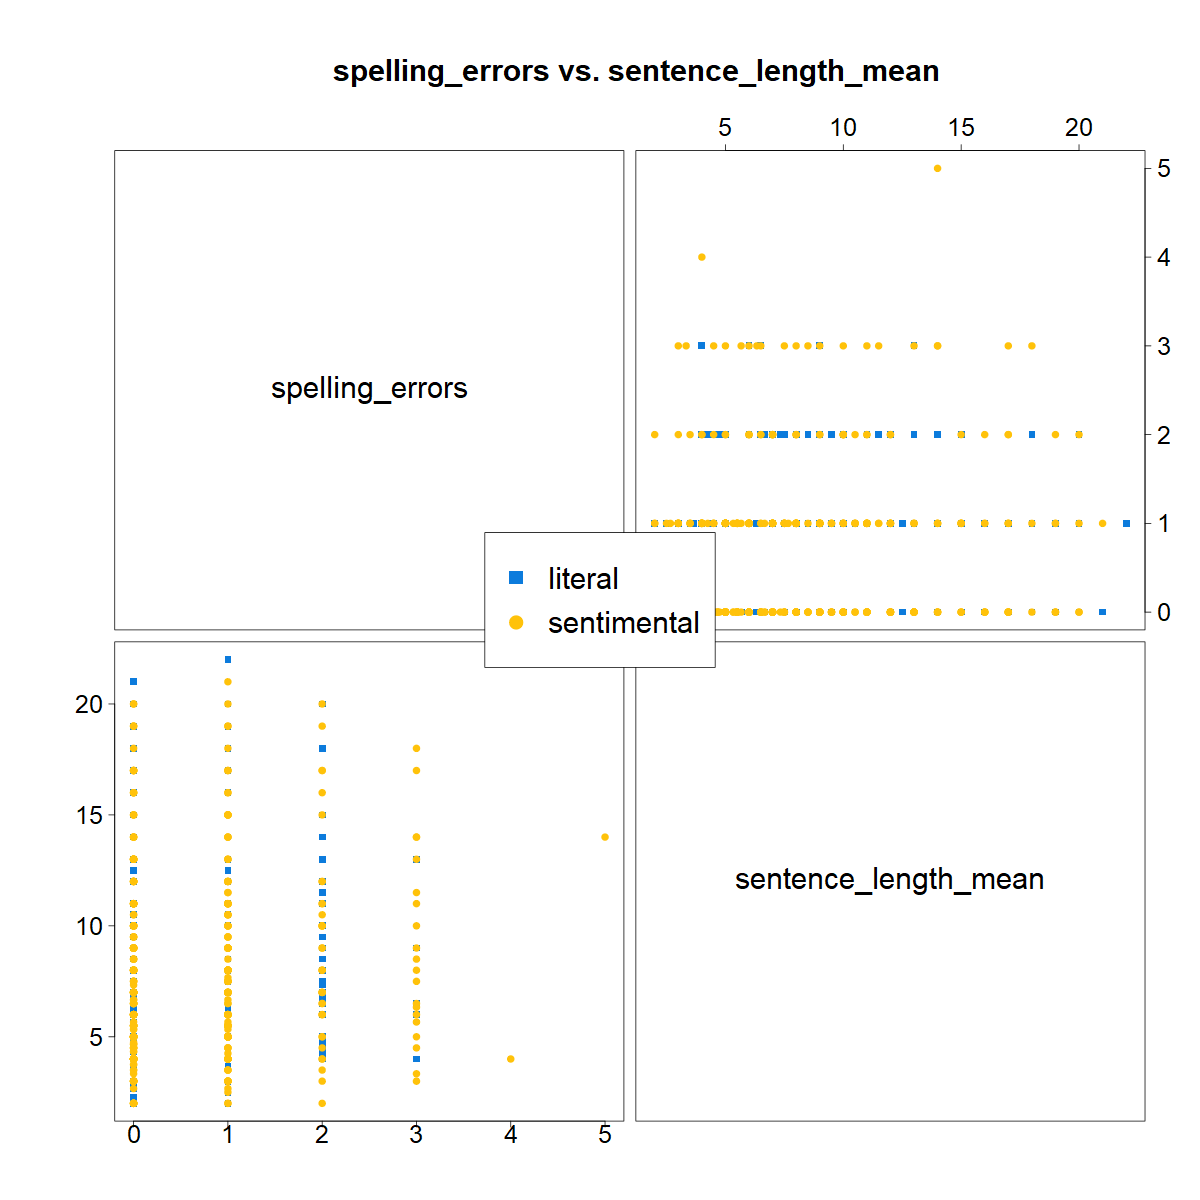 spelling_errors vs. sentence_length_mean
5 10 15 20
spelling_errors
5
4
3
2
1
0
literal
sentimental
20
15
10
5
sentence_length_mean
0 1 2 3 4 5